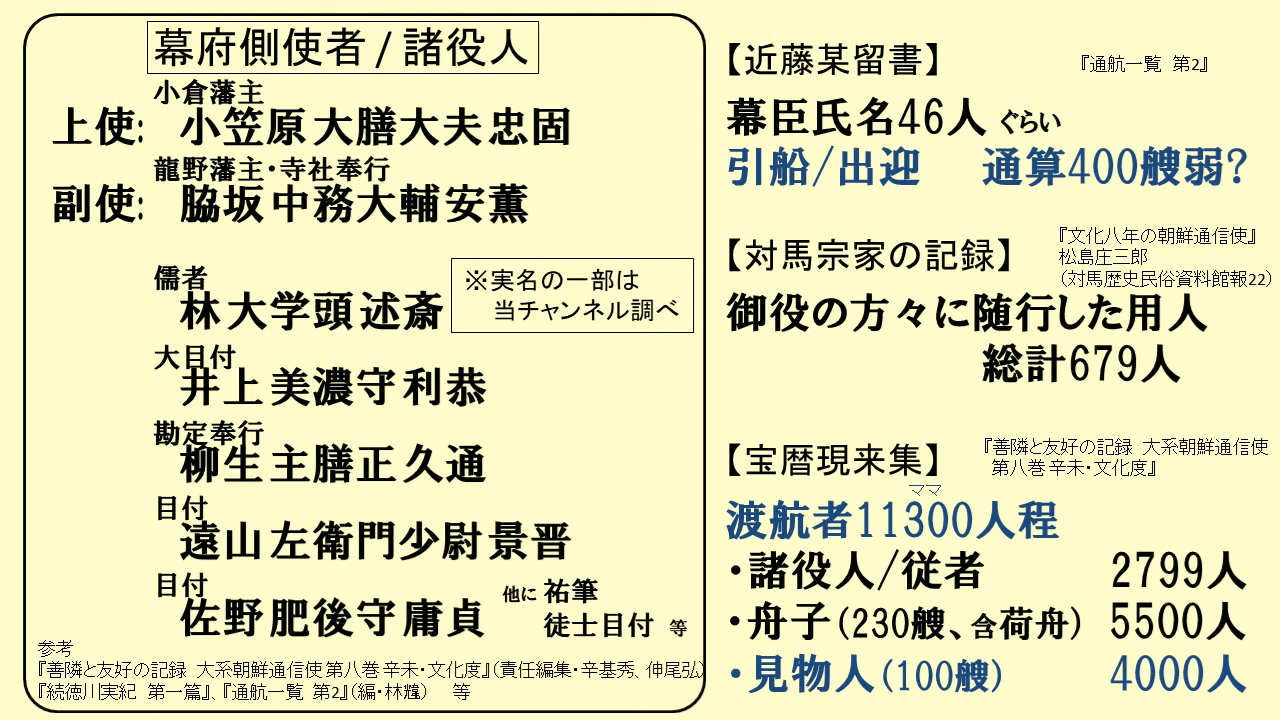 幕府側使者 / 諸役人
小倉藩主
上使: 小笠原 大膳大夫 忠固
龍野藩主・寺社奉行
副使: 脇坂 中務大輔 安薫
儒者
林 大学頭 述斎
※実名の一部は
当チャンネル調べ
大目付
井上 美濃守 利恭
勘定奉行
柳生 主膳正 久通
目付
遠山 左衛門少尉 景晋
目付
佐野 肥後守 庸貞
他に 祐筆
徒士目付 等
参考
『善隣と友好の記録 大系朝鮮通信使 第八巻 辛未・文化度』(責任編集・辛基秀、仲尾弘)
『続徳川実紀 第一篇』、『通航一覧 第2』(編・林韑) 等
【近藤某留書】 『通航一覧 第2』
幕臣氏名46人 ぐらい
引船/出迎 通算400艘弱?
【対馬宗家の記録】
『文化八年の朝鮮通信使』
松島庄三郎
(対馬歴史民俗資料館報22)
御役の方々に随行した用人
総計679人
【宝暦現来集】
『善隣と友好の記録 大系朝鮮通信使
第八巻 辛未・文化度』
ママ
渡航者11300人程
・諸役人/従者 2799人
・舟子(230艘、含荷舟) 5500人
・見物人(100艘) 4000人